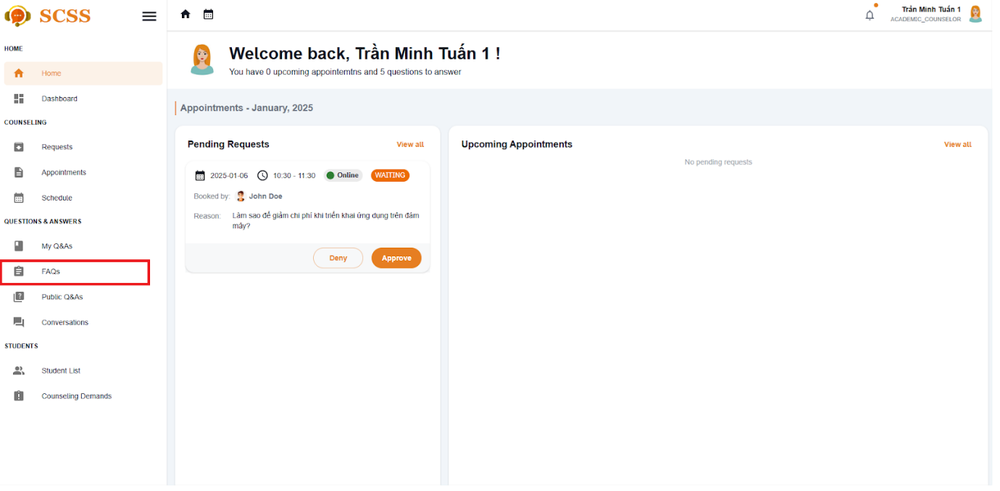 SCSS
Trần Minh Tuấn 1
ACADEMIC_COUNSELOR
HOME
Home
Dashboard
COUNSELING
Requests
Appointments
Schedule
QUESTIONS & ANSWERS
My Q&As
FAQs
Public Q&As
Conversations
STUDENTS
Student List
Counseling Demands
Welcome back, Trần Minh Tuấn 1 !
You have 0 upcoming appointemtns and 5 questions to answer
Appointments - January, 2025
Pending Requests
View all
2025-01-06 10:30 - 11:30 Online WAITING
Booked by: John Doe
Reason: Làm sao để giảm chi phí khi triển khai ứng dụng trên đám
mây?
Deny Approve
Upcoming Appointments
View all
No pending requests